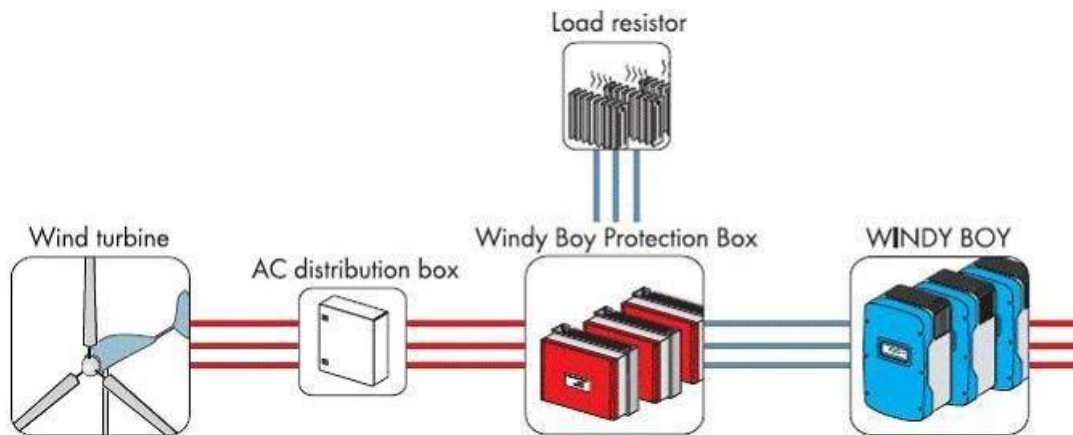 Load resistor
Wind turbine
AC distribution box
Windy Boy Protection Box
WINDY BOY